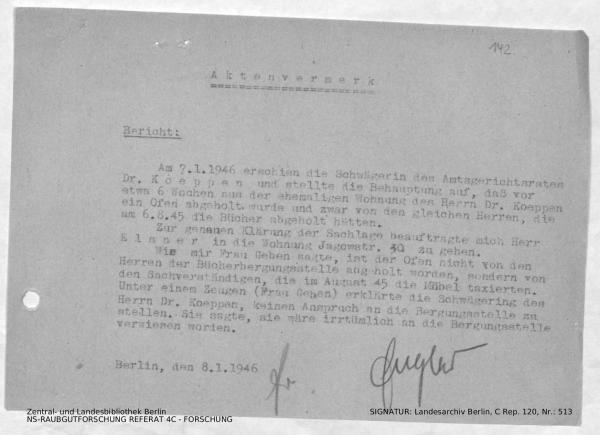 142
Aktenvermerk
Bericht:
Am 7.1.1946 erschien die Schwägerin des Amtsgerichtsrates
Dr. Koeppen und stellte die Behauptung auf, daß vor
etwa 6 Wochen aus der ehemaligen Wohnung des Herrn Dr. Koeppen
ein Ofen abgeholt wurde und zwar von den gleichen Herren, die
am 6.8.45 die Bücher abgeholt hätten.
Zur genauen Klärung der Sachlage beauftragte mich Herr
Elsner in die Wohnung Jagowstr. 30 zu gehen.
Wie mir Frau Gehen sagte, ist der Ofen nicht von den
Herren der Bücherbergungsstelle angeholt worden, sondern von
den Sachverständigen, die im August 45 die Möbel taxierten.
Unter einem Zeugen (Frau Gehen) erklärte die Schwägering des
Herrn Dr. Koeppen, keinen Anspruch an die Bergungsstelle zu
stellen. Sie sagte, sie wäre irrtümlich an die Bergungsstelle
verwiesen worden.
Berlin, den 8.1.1946
Zentral- und Landesbibliothek Berlin
NS-RAUBGUTFORSCHUNG REFERAT 4C - FORSCHUNG
SIGNATUR: Landesarchiv Berlin, C Rep. 120, Nr.: 513